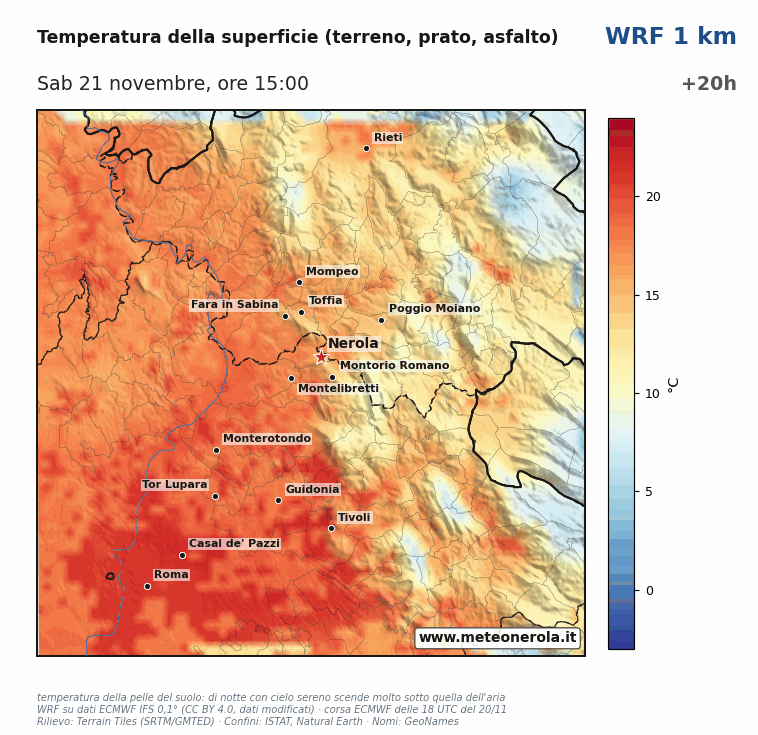 Temperatura della superficie (terreno, prato, asfalto)
WRF 1 km
Sab 21 novembre, ore 15:00
+20h
Rieti
Mompeo
Fara in Sabina
Toffia
Poggio Moiano
Nerola
Montorio Romano
Montelibretti
Monterotondo
Tor Lupara
Guidonia
Tivoli
Casal de' Pazzi
Roma
www.meteonerola.it
20
15
10
5
0
°C
temperatura della pelle del suolo: di notte con cielo sereno scende molto sotto quella dell'aria
WRF su dati ECMWF IFS 0,1° (CC BY 4.0, dati modificati) · corsa ECMWF delle 18 UTC del 20/11
Rilievo: Terrain Tiles (SRTM/GMTED) · Confini: ISTAT, Natural Earth · Nomi: GeoNames